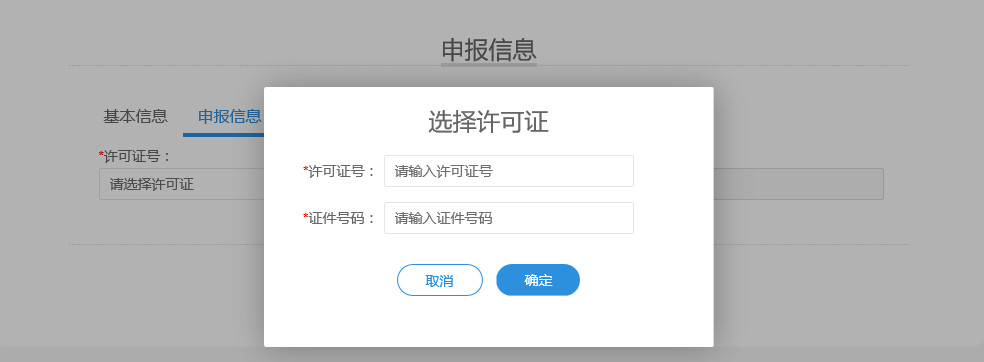 申报信息
基本信息 申报信息
*许可证号：
请选择许可证
选择许可证
*许可证号： 请输入许可证号
*证件号码： 请输入证件号码
取消 确定